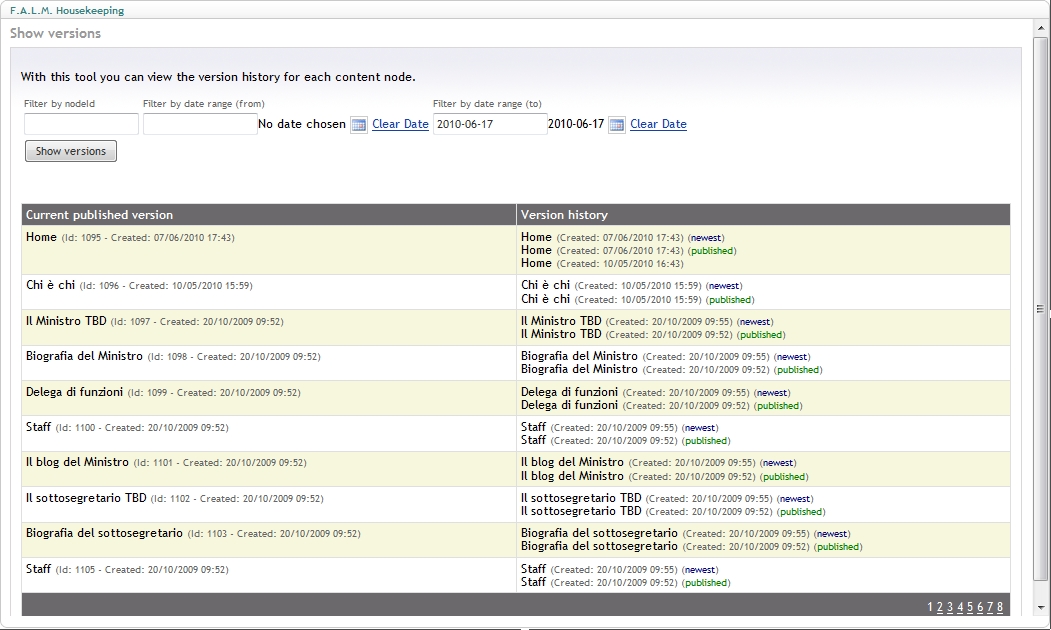 F.A.L.M. Housekeeping
Show versions
With this tool you can view the version history for each content node.
Filter by nodeId Filter by date range (from) Filter by date range (to)
No date chosen Clear Date 2010-06-17 2010-06-17 Clear Date
Show versions
Current published version Version history
Home (Id: 1095 - Created: 07/06/2010 17:43) Home (Created: 07/06/2010 17:43) (newest)
Home (Created: 07/06/2010 17:43) (published)
Home (Created: 10/05/2010 16:43)
Chi è chi (Id: 1096 - Created: 10/05/2010 15:59) Chi è chi (Created: 10/05/2010 15:59) (newest)
Chi è chi (Created: 10/05/2010 15:59) (published)
Il Ministro TBD (Id: 1097 - Created: 20/10/2009 09:52) Il Ministro TBD (Created: 20/10/2009 09:55) (newest)
Il Ministro TBD (Created: 20/10/2009 09:52) (published)
Biografia del Ministro (Id: 1098 - Created: 20/10/2009 09:52) Biografia del Ministro (Created: 20/10/2009 09:55) (newest)
Biografia del Ministro (Created: 20/10/2009 09:52) (published)
Delega di funzioni (Id: 1099 - Created: 20/10/2009 09:52) Delega di funzioni (Created: 20/10/2009 09:55) (newest)
Delega di funzioni (Created: 20/10/2009 09:52) (published)
Staff (Id: 1100 - Created: 20/10/2009 09:52) Staff (Created: 20/10/2009 09:55) (newest)
Staff (Created: 20/10/2009 09:52) (published)
Il blog del Ministro (Id: 1101 - Created: 20/10/2009 09:52) Il blog del Ministro (Created: 20/10/2009 09:55) (newest)
Il blog del Ministro (Created: 20/10/2009 09:52) (published)
Il sottosegretario TBD (Id: 1102 - Created: 20/10/2009 09:52) Il sottosegretario TBD (Created: 20/10/2009 09:55) (newest)
Il sottosegretario TBD (Created: 20/10/2009 09:52) (published)
Biografia del sottosegretario (Id: 1103 - Created: 20/10/2009 09:52) Biografia del sottosegretario (Created: 20/10/2009 09:55) (newest)
Biografia del sottosegretario (Created: 20/10/2009 09:52) (published)
Staff (Id: 1105 - Created: 20/10/2009 09:52) Staff (Created: 20/10/2009 09:55) (newest)
Staff (Created: 20/10/2009 09:52) (published)
1 2 3 4 5 6 7 8